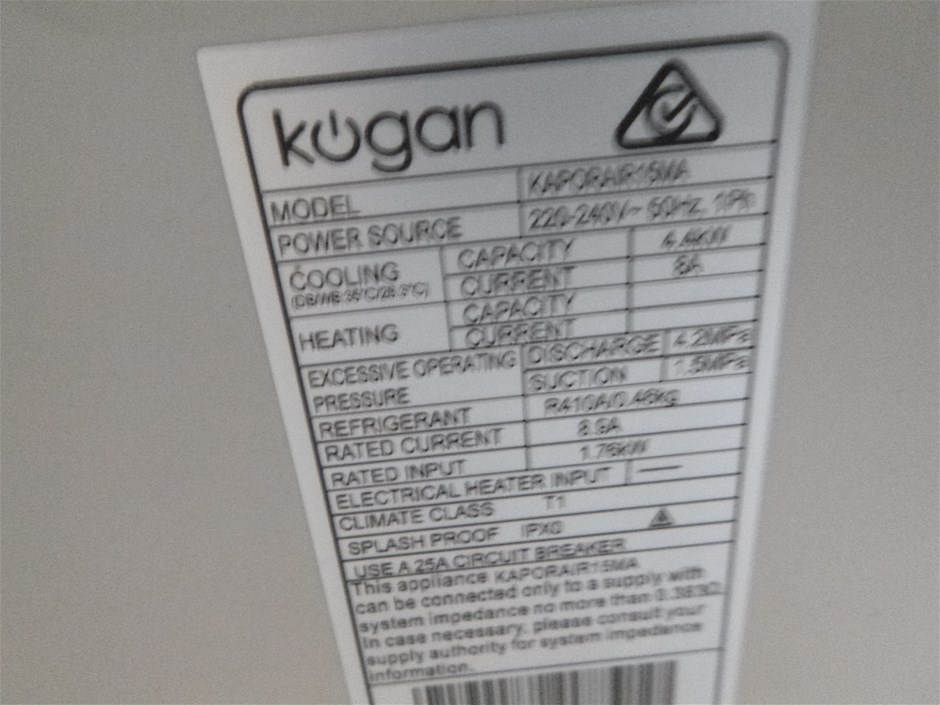 kogan
MODEL KAPORAIR15MA
POWER SOURCE 220-240V~ 50Hz, 1Ph
COOLING CAPACITY 4.4KW
(DB/WB:35°C/ CURRENT 8A
HEATING CAPACITY
CURRENT
EXCESSIVE OPERATING PRESSURE DISCHARGE 4.2MPa
SUCTION 1.5MPa
REFRIGERANT R410A/0.46kg
RATED CURRENT
RATED INPUT 1.76kW
ELECTRICAL HEATER INPUT —
CLIMATE CLASS T1
SPLASH PROOF IPX0
USE A 25A CIRCUIT BREAKER
This appliance KAPORAIR15MA
can be connected only to a supply with
system impedance no more than
In case necessary, please consult your
supply authority for system impedance
information.